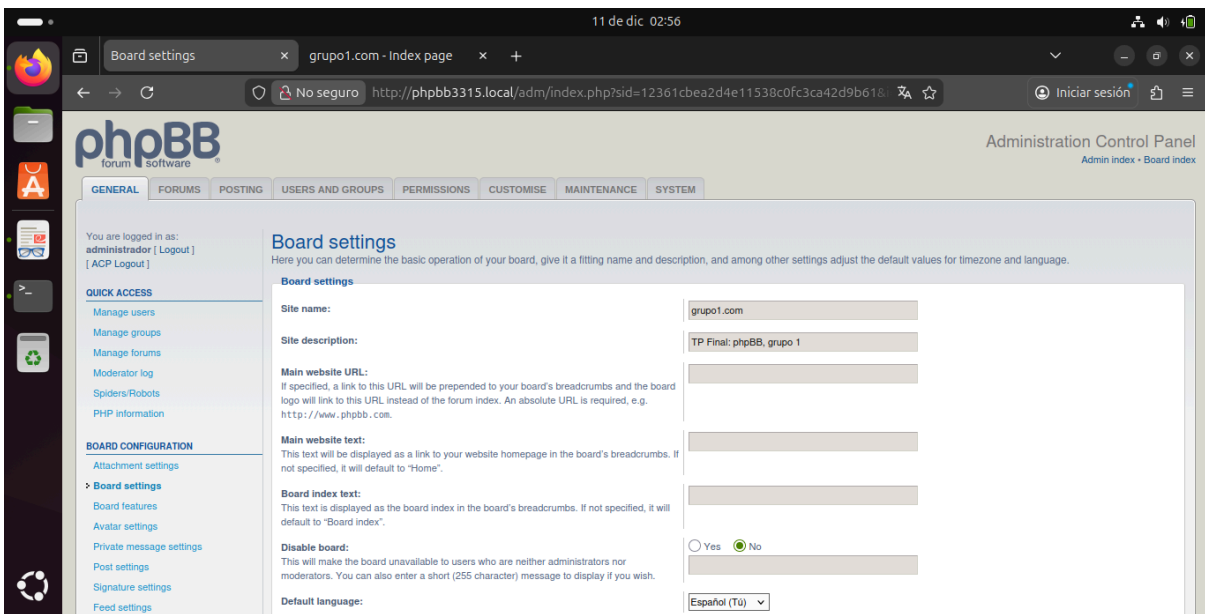 11 de dic 02:56
Board settings
grupo1.com - Index page
No seguro http://phpbb3315.local/adm/index.php?sid=12361cbea2d4e11538c0fc3ca42d9b618
Iniciar sesión
phpBB
forum software
Administration Control Panel
Admin index • Board index
GENERAL FORUMS POSTING USERS AND GROUPS PERMISSIONS CUSTOMISE MAINTENANCE SYSTEM
You are logged in as:
administrador [ Logout ]
[ ACP Logout ]
QUICK ACCESS
Manage users
Manage groups
Manage forums
Moderator log
Spiders/Robots
PHP information
BOARD CONFIGURATION
Attachment settings
Board settings
Board features
Avatar settings
Private message settings
Post settings
Signature settings
Feed settings
Board settings
Here you can determine the basic operation of your board, give it a fitting name and description, and among other settings adjust the default values for timezone and language.
Board settings
Site name:
grupo1.com
Site description:
TP Final: phpBB, grupo 1
Main website URL:
If specified, a link to this URL will be prepended to your board's breadcrumbs and the board
logo will link to this URL instead of the forum index. An absolute URL is required, e.g.
http://www.phpbb.com.
Main website text:
This text will be displayed as a link to your website homepage in the board's breadcrumbs. If
not specified, it will default to “Home”.
Board index text:
This text is displayed as the board index in the board's breadcrumbs. If not specified, it will
default to “Board index”.
Disable board:
Yes No
This will make the board unavailable to users who are neither administrators nor
moderators. You can also enter a short (255 character) message to display if you wish.
Default language:
Español (Tú)